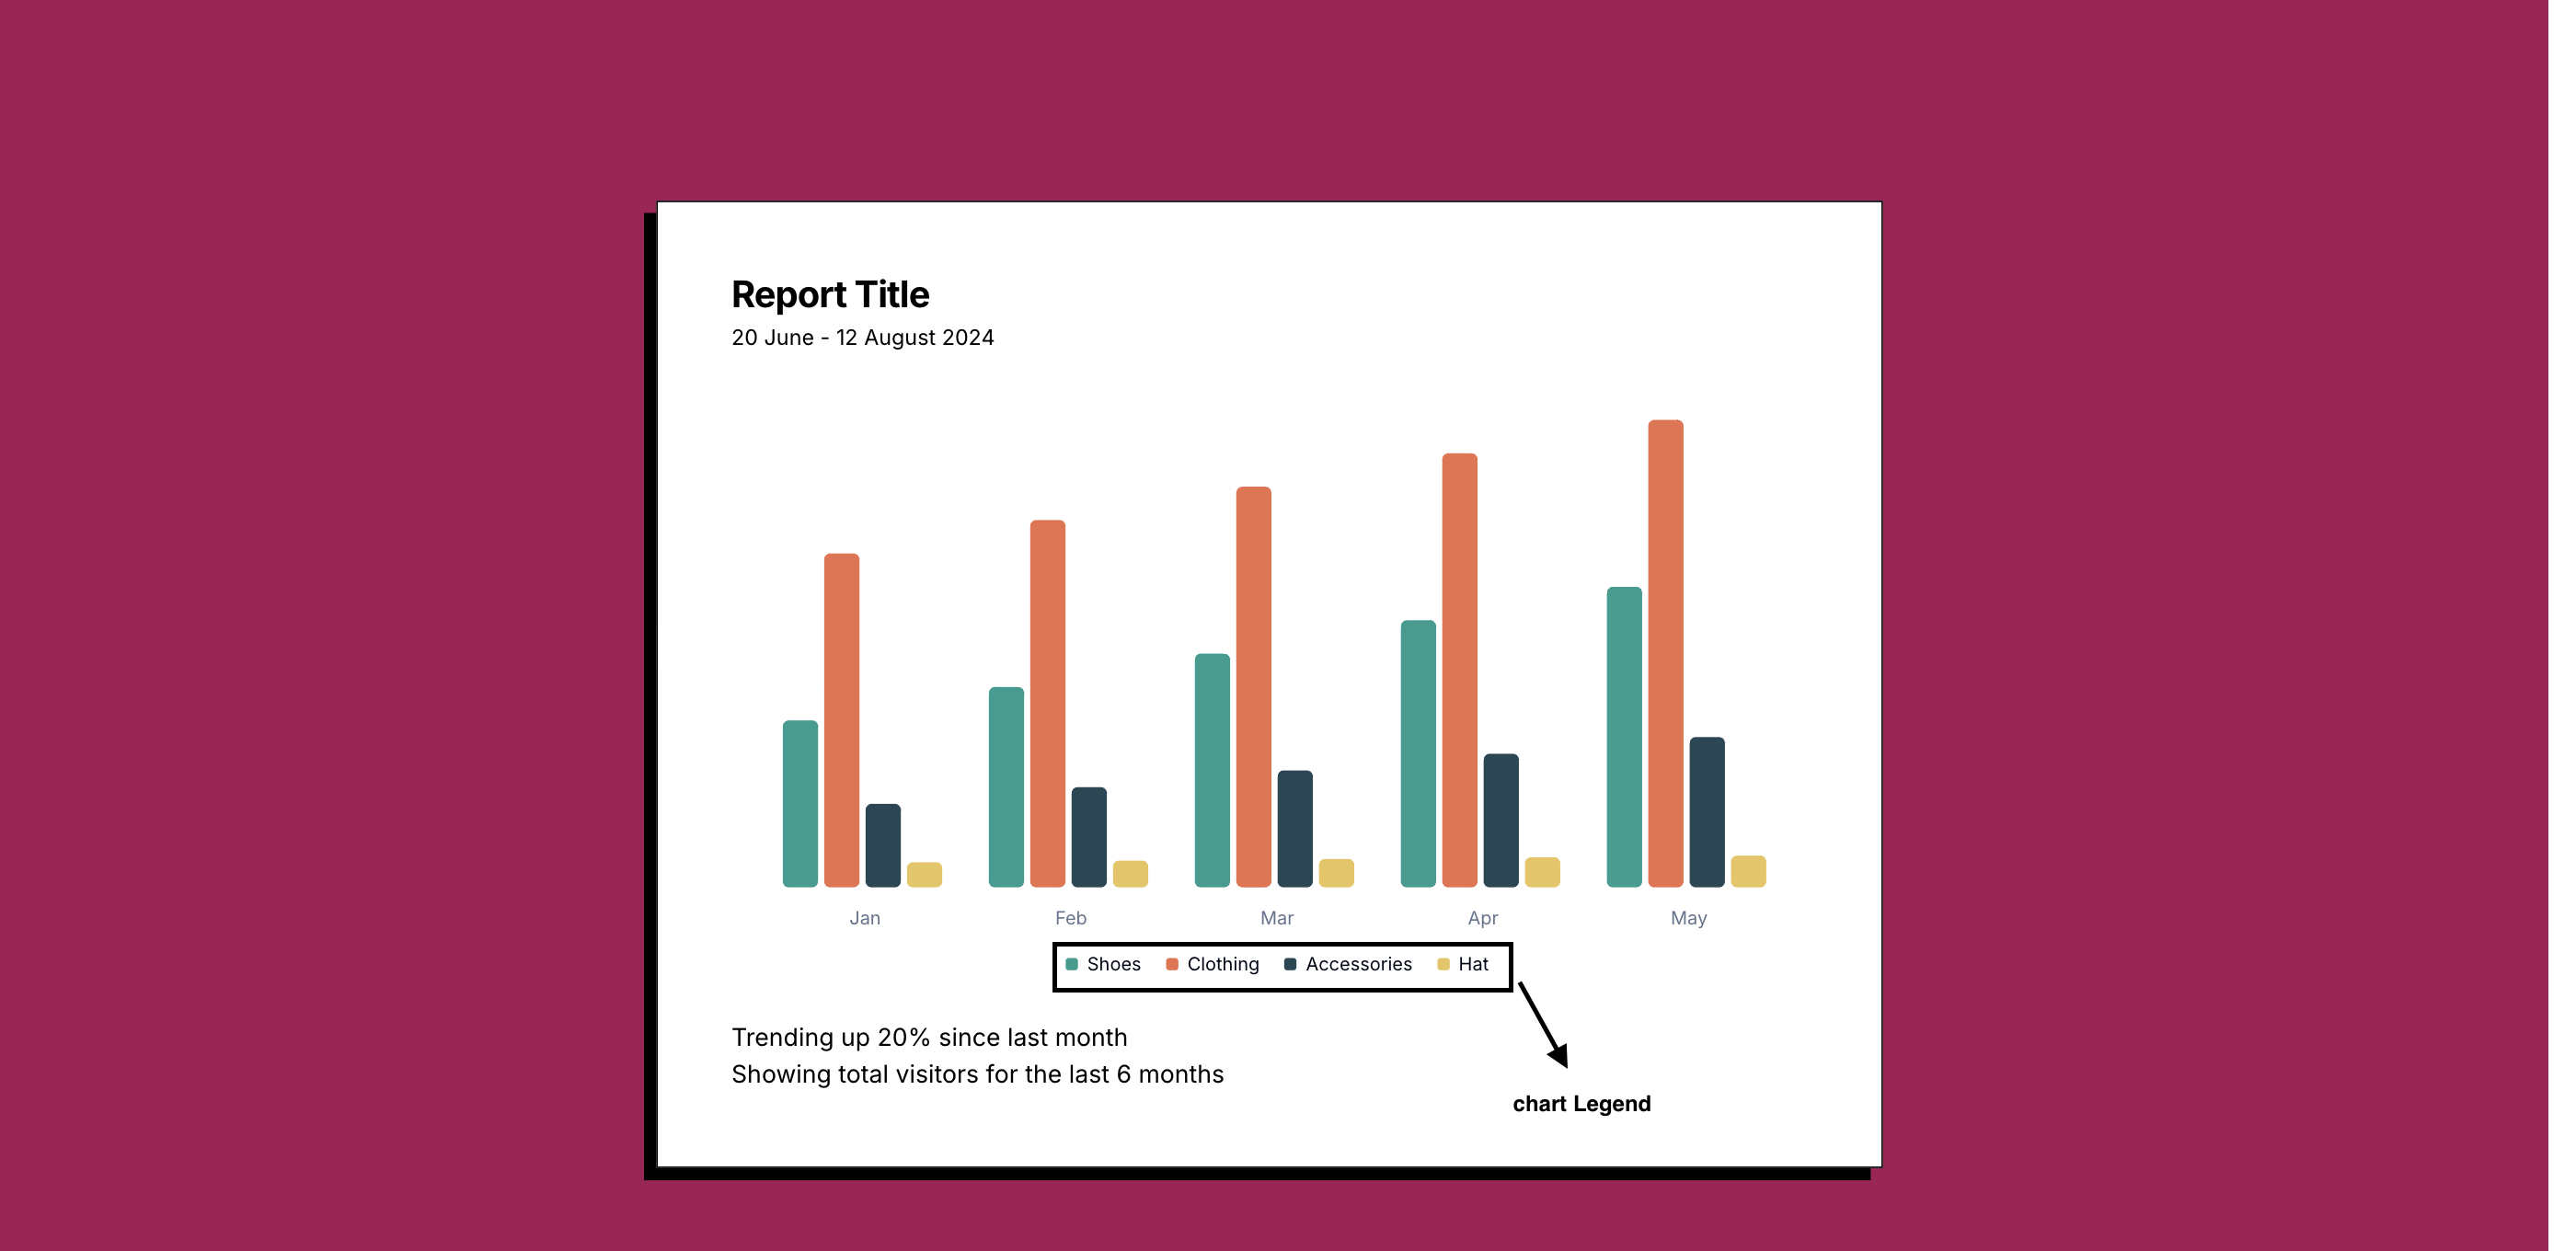 Report Title
20 June - 12 August 2024
Jan Feb Mar Apr May
Shoes Clothing Accessories Hat
Trending up 20% since last month
Showing total visitors for the last 6 months
chart Legend